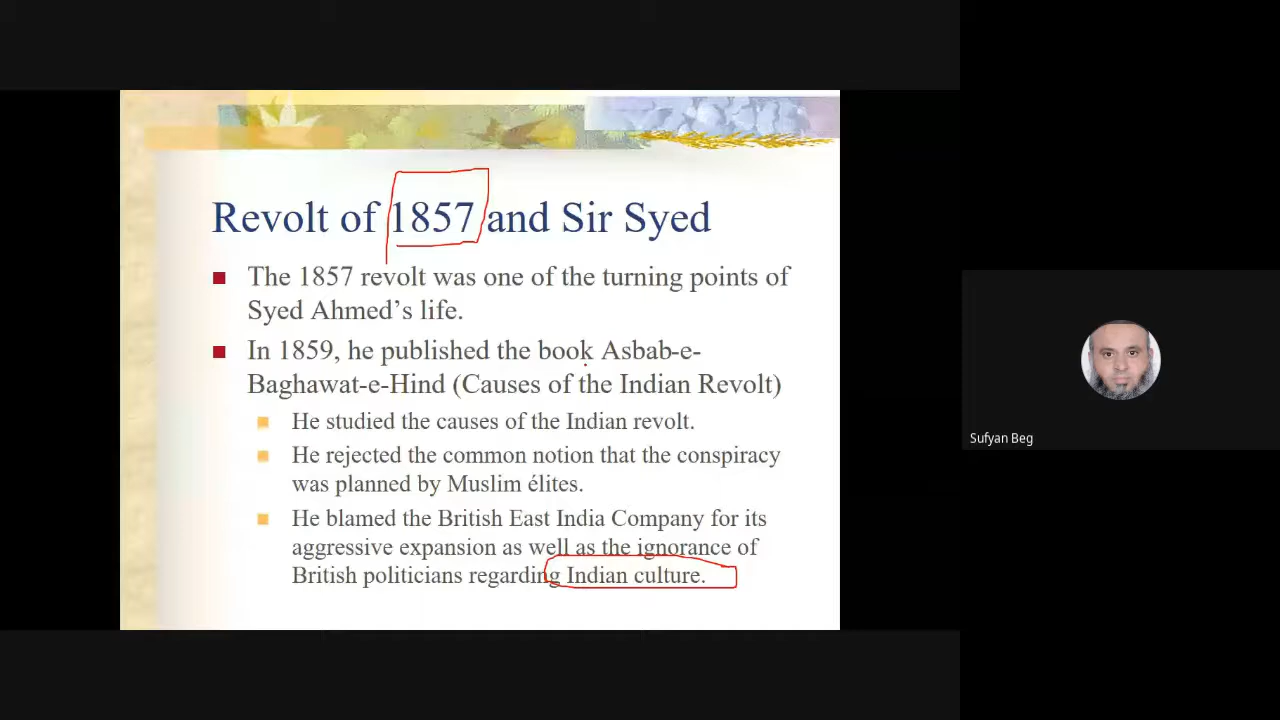 Revolt of 1857 and Sir Syed
The 1857 revolt was one of the turning points of
Syed Ahmed’s life.
In 1859, he published the book Asbab-e-
Baghawat-e-Hind (Causes of the Indian Revolt)
He studied the causes of the Indian revolt.
He rejected the common notion that the conspiracy
was planned by Muslim élites.
He blamed the British East India Company for its
aggressive expansion as well as the ignorance of
British politicians regarding Indian culture.
Sufyan Beg